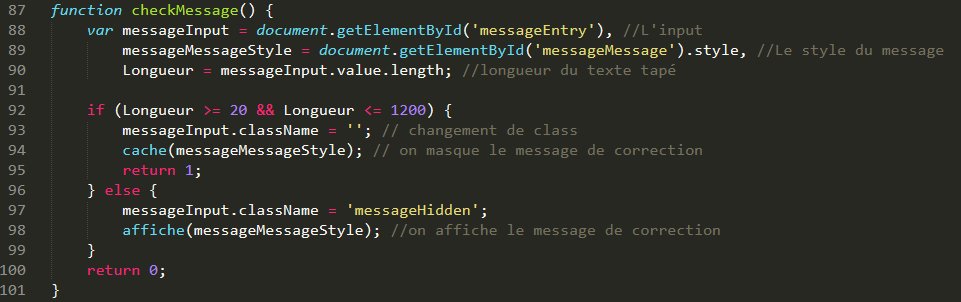 87 function checkMessage() {
88 var messageInput = document.getElementById('messageEntry'), //L'input
89 messageMessageStyle = document.getElementById('messageMessage').style, //Le style du message
90 Longueur = messageInput.value.length; //longueur du texte tapé
91
92 if (Longueur >= 20 && Longueur <= 1200) {
93 messageInput.className = ''; // changement de class
94 cache(messageMessageStyle); // on masque le message de correction
95 return 1;
96 } else {
97 messageInput.className = 'messageHidden';
98 affiche(messageMessageStyle); //on affiche le message de correction
99 }
100 return 0;
101 }